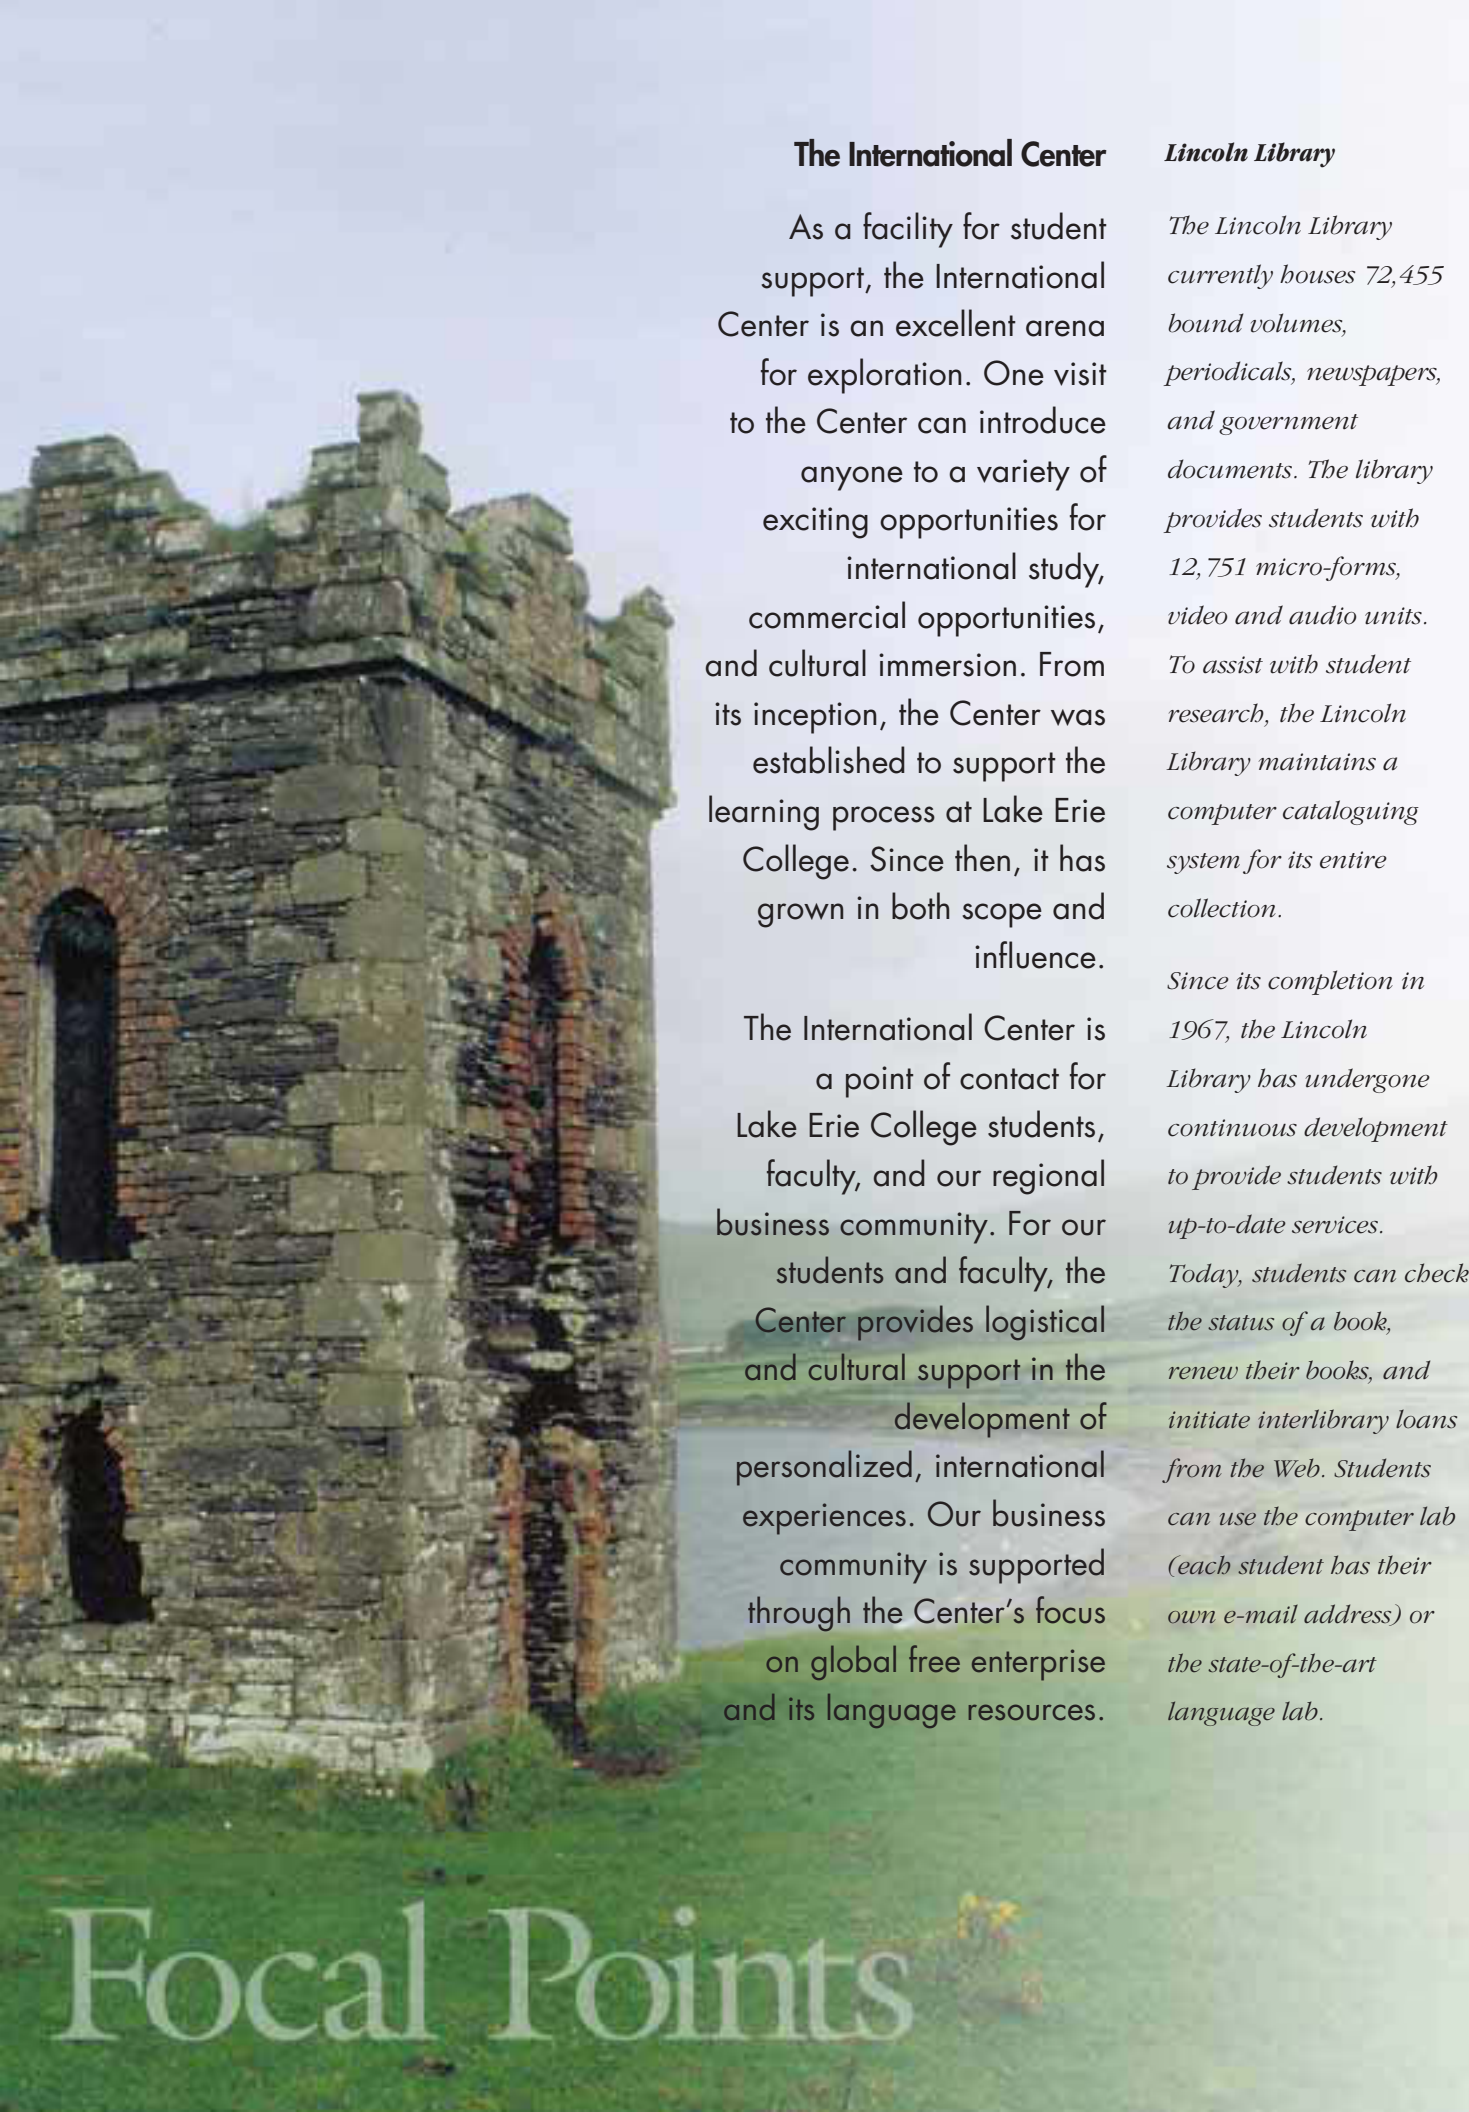 The International Center
As a facility for student
support, the International
Center is an excellent arena
for exploration. One visit
to the Center can introduce
anyone to a variety of
exciting opportunities for
international study,
commercial opportunities,
and cultural immersion. From
its inception, the Center was
established to support the
learning process at Lake Erie
College. Since then, it has
grown in both scope and
influence.
The International Center is
a point of contact for
Lake Erie College students,
faculty, and our regional
business community. For our
students and faculty, the
Center provides logistical
and cultural support in the
development of
personalized, international
experiences. Our business
community is supported
through the Center's focus
on global free enterprise
and its language resources.
Lincoln Library
The Lincoln Library
currently houses 72,455
bound volumes,
periodicals, newspapers,
and government
documents. The library
provides students with
12,751 micro-forms,
video and audio units.
To assist with student
research, the Lincoln
Library maintains a
computer cataloguing
system for its entire
collection.
Since its completion in
1967, the Lincoln
Library has undergone
continuous development
to provide students with
up-to-date services.
Today, students can check
the status of a book,
renew their books, and
initiate interlibrary loans
from the Web. Students
can use the computer lab
(each student has their
own e-mail address) or
the state-of-the-art
language lab.
Focal Points